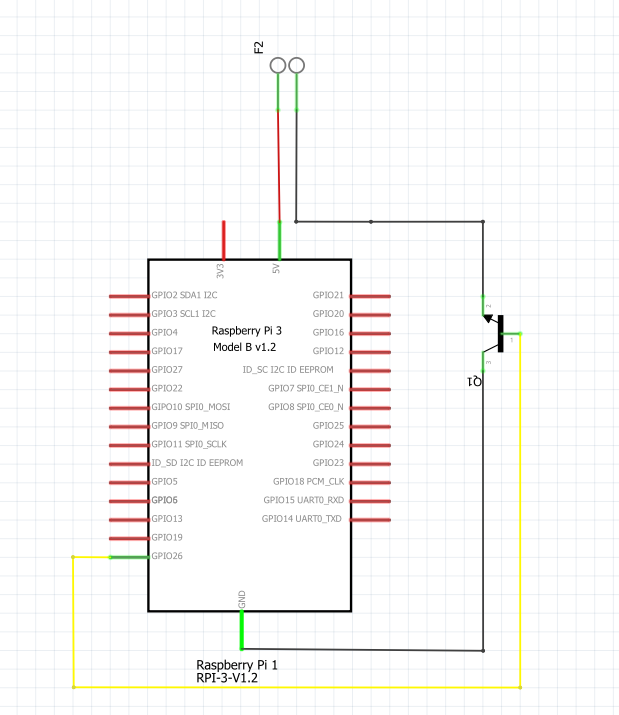 F2
3V3
5V
GPIO2 SDA1 I2C
GPIO3 SCL1 I2C
GPIO4
GPIO17
GPIO27
GPIO22
GIPO10 SPI0_MOSI
GPIO9 SPI0_MISO
GPIO11 SPI0_SCLK
ID_SD I2C ID EEPROM
GPIO5
GPIO6
GPIO13
GPIO19
GPIO26
Raspberry Pi 3
Model B v1.2
GPIO21
GPIO20
GPIO16
GPIO12
ID_SC I2C ID EEPROM
GPIO7 SPI0_CE1_N
GPIO8 SPI0_CE0_N
GPIO25
GPIO24
GPIO23
GPIO18 PCM_CLK
GPIO15 UART0_RXD
GPIO14 UART0_TXD
2
1
3
Q1
GND
Raspberry Pi 1
RPI-3-V1.2